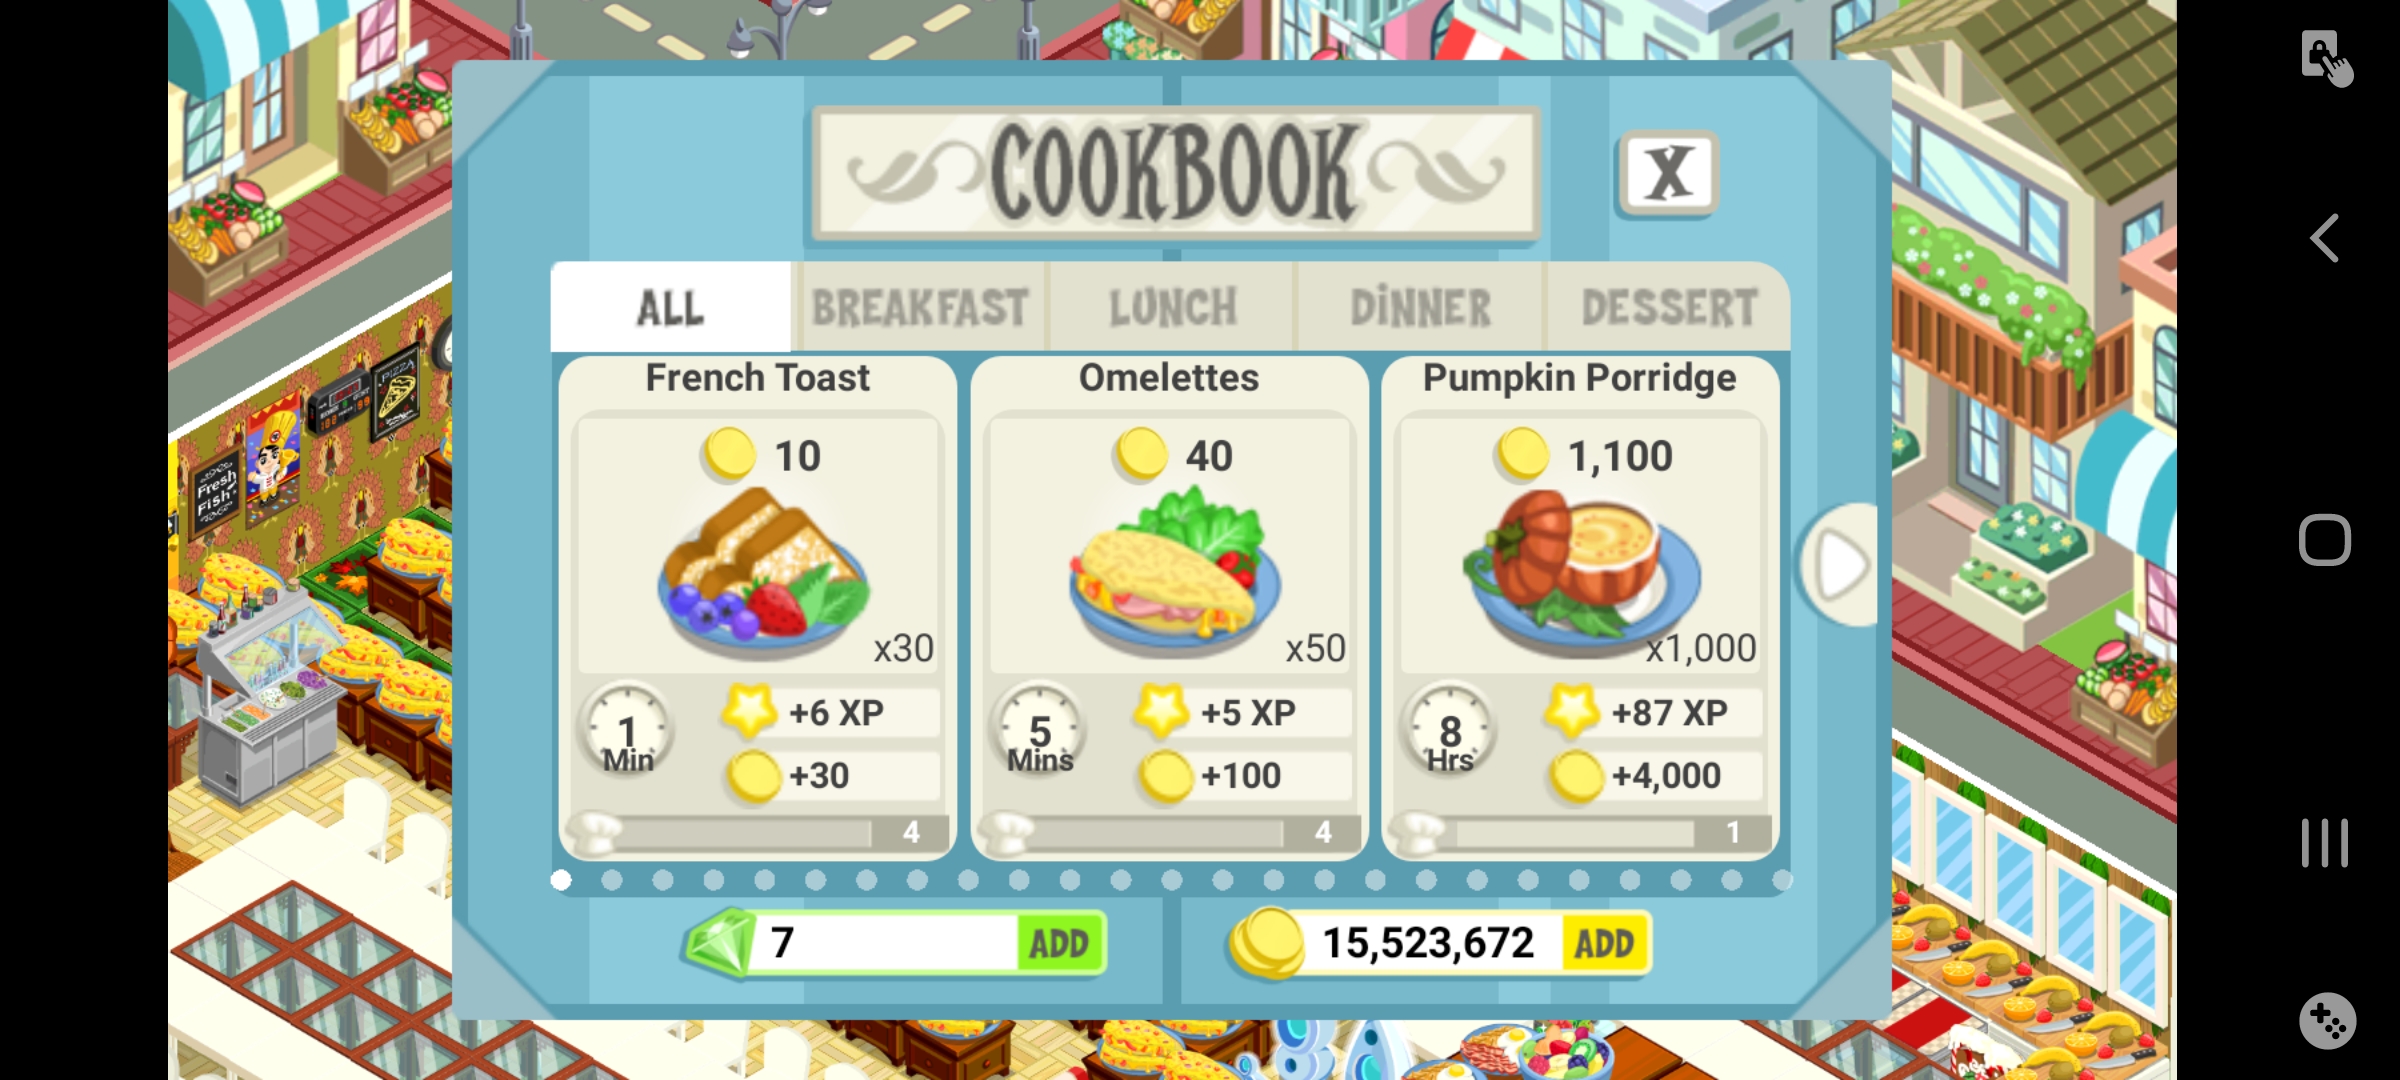 COOKBOOK
X
ALL
BREAKFAST
LUNCH
DINNER
DESSERT
French Toast
10
x30
1
Min
+6 XP
+30
4
Omelettes
40
x50
5
Mins
+5 XP
+100
4
Pumpkin Porridge
1,100
x1,000
8
Hrs
+87 XP
+4,000
1
7
ADD
15,523,672
ADD
PIZZA
Fresh
Fish